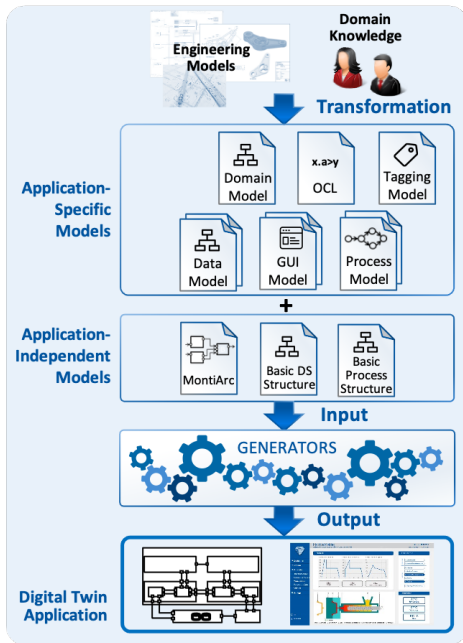 Engineering
Models
Domain
Knowledge
Transformation
Application-
Specific
Models
Domain
Model
x.a>y
OCL
Tagging
Model
Data
Model
GUI
Model
Process
Model
+
Application-
Independent
Models
MontiArc
Basic DS
Structure
Basic
Process
Structure
Input
GENERATORS
Output
Digital Twin
Application